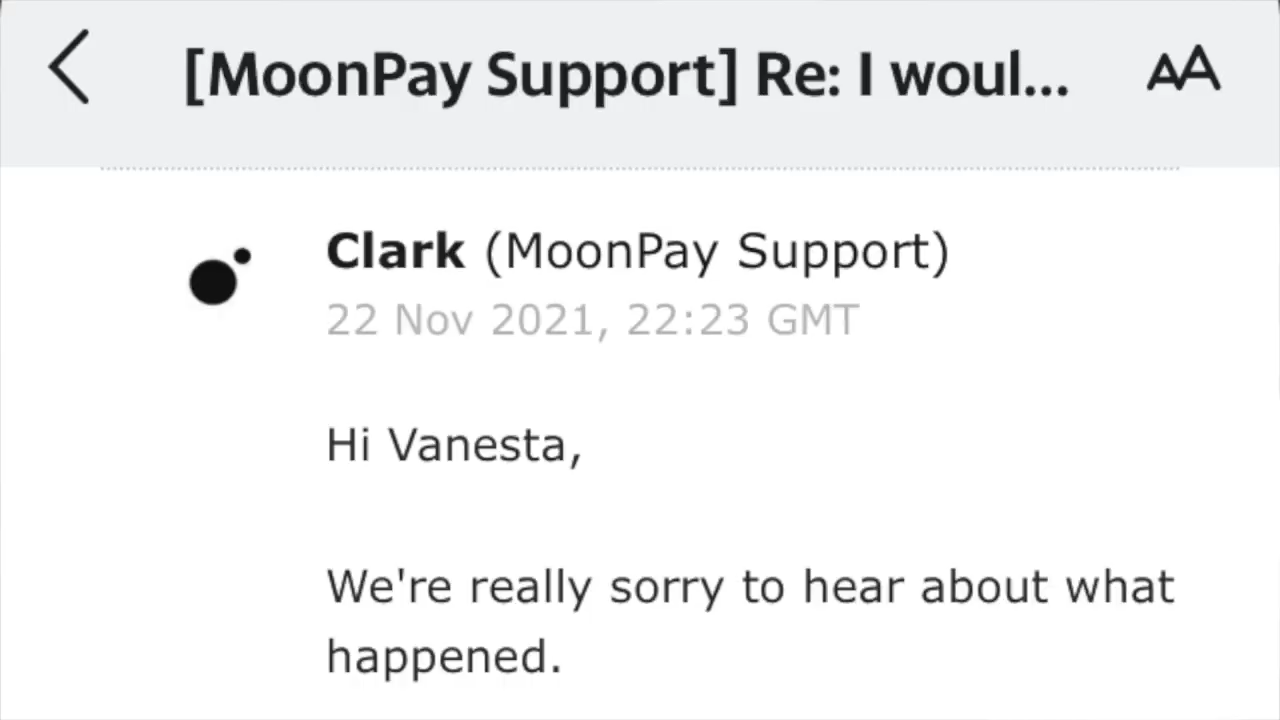 [MoonPay Support] Re: I woul...
AA
Clark (MoonPay Support)
22 Nov 2021, 22:23 GMT
Hi Vanesta,
We're really sorry to hear about what
happened.